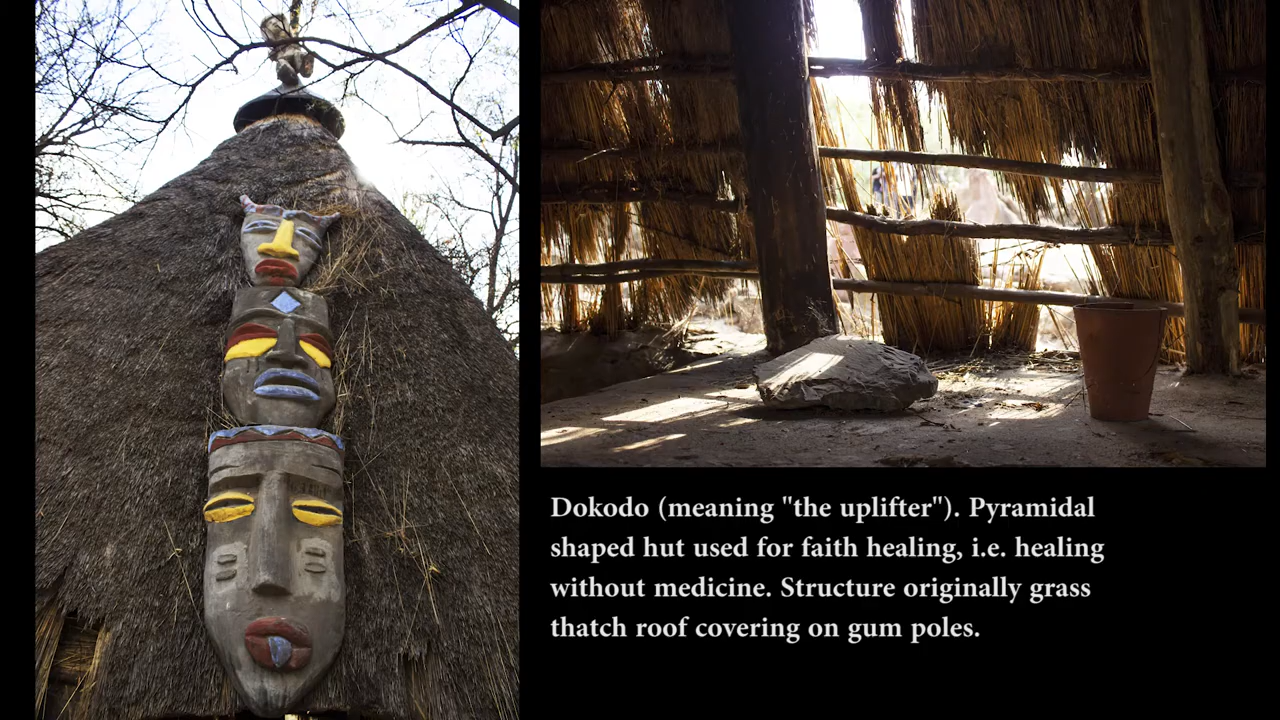 Dokodo (meaning "the uplifter"). Pyramidal
shaped hut used for faith healing, i.e. healing
without medicine. Structure originally grass
thatch roof covering on gum poles.